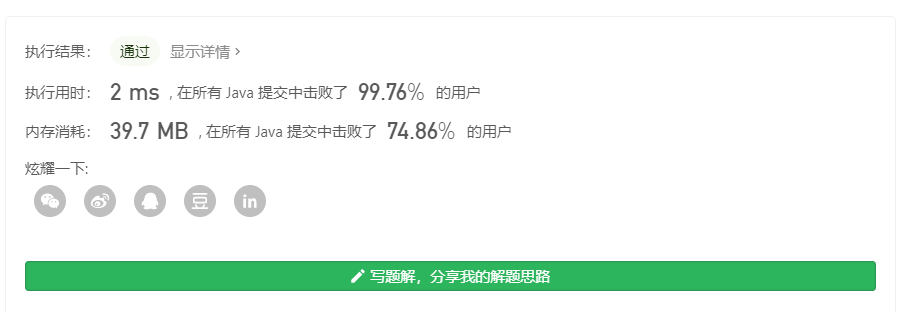 执行结果： 通过 显示详情 ›
执行用时： 2 ms , 在所有 Java 提交中击败了 99.76% 的用户
内存消耗： 39.7 MB , 在所有 Java 提交中击败了 74.86% 的用户
炫耀一下:
豆 in
写题解，分享我的解题思路